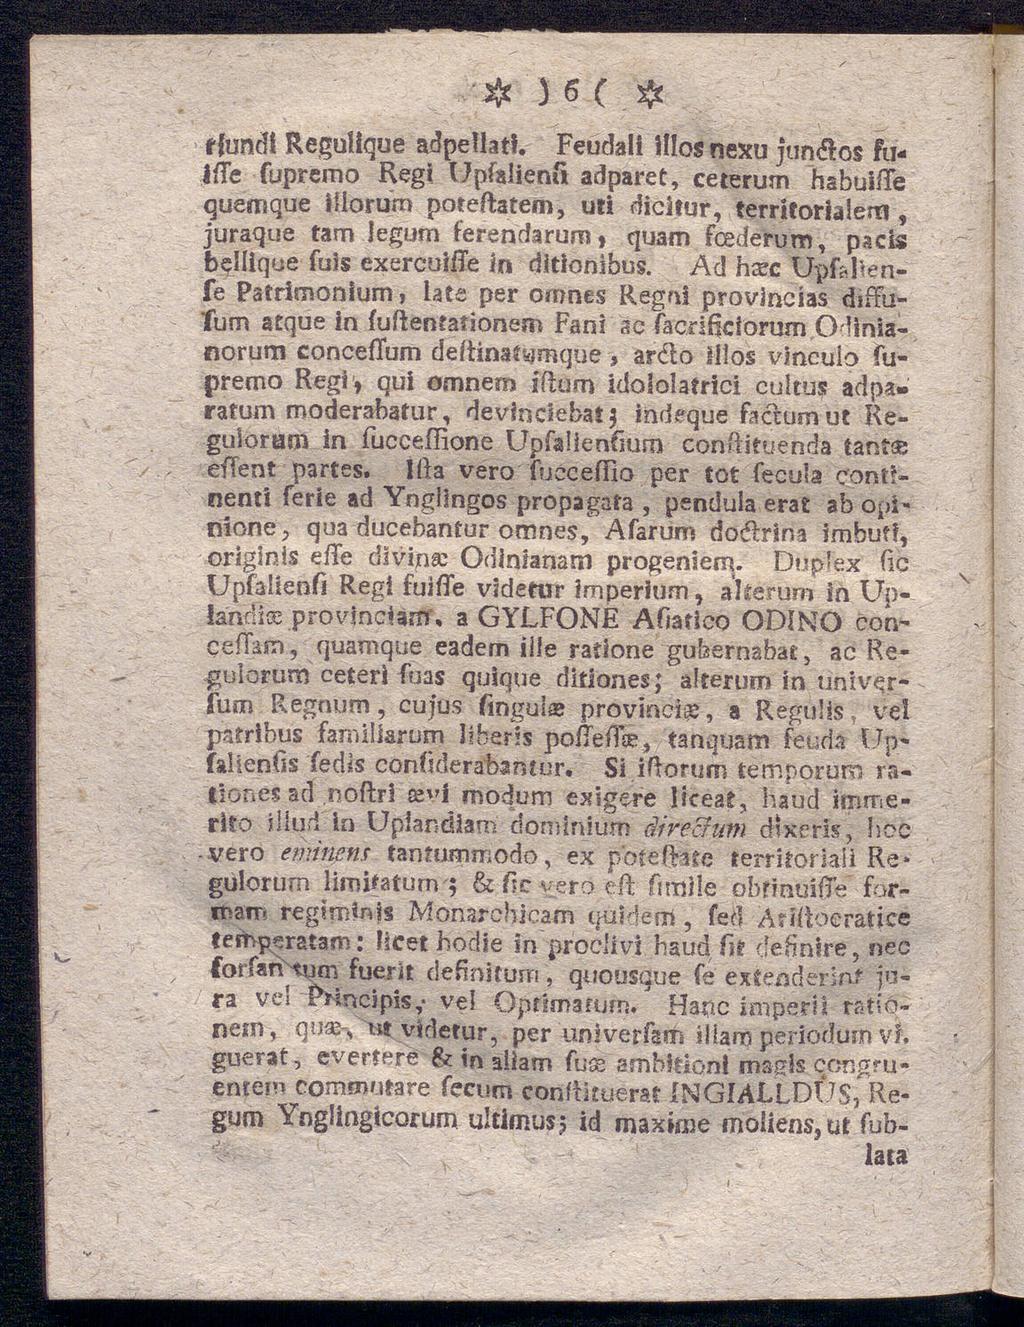 ✡ ) 6 ( ✡
riundi Regulique adpellati. Feudali illos nexu junctos fu-
iſſe ſupremo Regi Upſalienſi adparet, ceterum habuiſſe
quemque illorum poteſtatem, uti dicitur, territorialem,
juraque tam legum ferendarum, quam fœderum, pacis
bellique ſuis exercuiſſe in ditionibus. Ad hæc Upſalien-
ſe Patrimonium, late per omnes Regni provincias diffu-
ſum atque in ſuſtentationem Fani ac ſacrificiorum Odinia-
norum conceſſum deſtinatumque, arcto illos vinculo ſu-
premo Regi, qui omnem iſtum idololatrici cultus adpa-
ratum moderabatur, devinciebat; indeque factum ut Re-
gulorum in ſucceſſione Upſalienſium conſtituenda tantæ
eſſent partes. Iſta vero ſucceſſio per tot ſecula conti-
nenti ſerie ad Ynglingos propagata, pendula erat ab opi-
nione, qua ducebantur omnes, Aſarum doctrina imbuti,
originis eſſe divinæ Odinianam progeniem. Duplex ſic
Upſalienſi Regi fuiſſe videtur imperium, alterum in Up-
landiæ provinciam, a GYLFONE Aſiatico ODINO con-
ceſſam, quamque eadem ille ratione gubernabat, ac Re-
gulorum ceteri ſuas quique ditiones; alterum in univer-
ſum Regnum, cujus ſingulæ provinciæ, a Regulis, vel
patribus familiarum liberis poſſeſſæ, tanquam feuda Up-
ſalienſis ſedis conſiderabantur. Si iſtorum temporum ra-
tiones ad noſtri ævi modum exigere liceat, haud imme-
rito illud in Uplandiam dominium directum dixeris, hoc
vero eminens tantummodo, ex poteſtate territoriali Re-
gulorum limitatum; & ſic vero eſt ſimile obtinuiſſe for-
mam regiminis Monarchicam quidem, ſed Ariſtocratice
temperatam: licet hodie in proclivi haud ſit definire, nec
forſan tum fuerit definitum, quousque ſe extenderint ju-
ra vel Principis, vel Optimatum. Hanc imperii ratio-
nem, quæ, ut videtur, per univerſam illam periodum vi.
guerat, evertere & in aliam ſuæ ambitioni magis congru-
entem commutare ſecum conſtituerat INGIALLDUS, Re-
gum Ynglingicorum ultimus; id maxime moliens, ut ſub-
lata